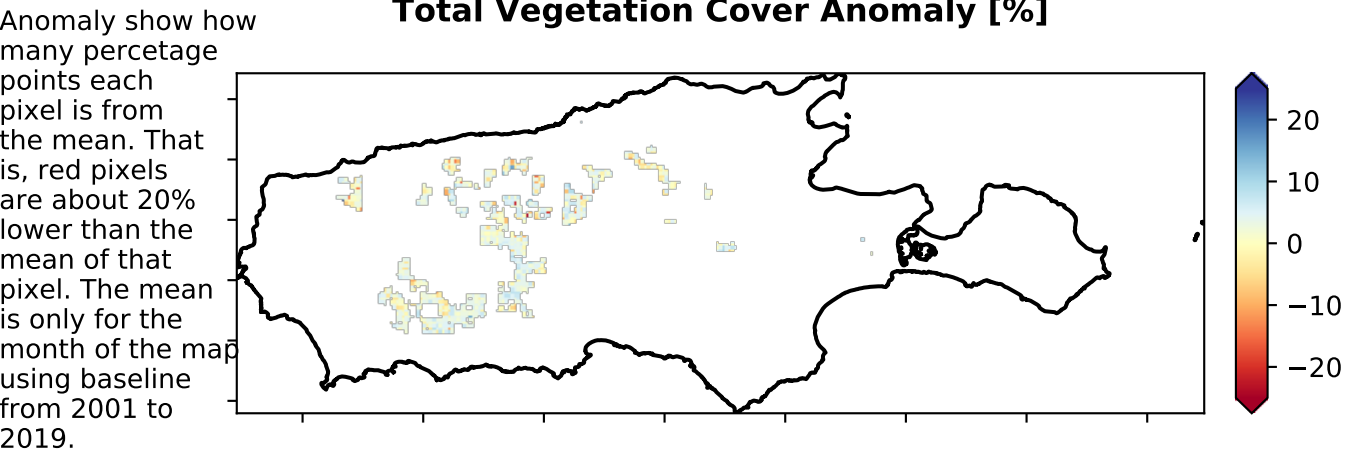 Total Vegetation Cover Anomaly [%]
Anomaly show how
many percetage
points each
pixel is from
the mean. That
is, red pixels
are about 20%
lower than the
mean of that
pixel. The mean
is only for the
month of the map
using baseline
from 2001 to
2019.
20
10
0
−10
−20